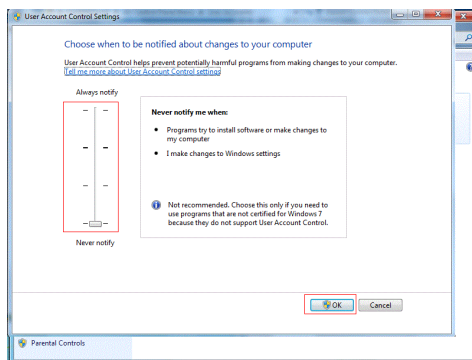 User Account Control Settings
Choose when to be notified about changes to your computer
User Account Control helps prevent potentially harmful programs from making changes to your computer.
Tell me more about User Account Control settings
Always notify
Never notify me when:
• Programs try to install software or make changes to
my computer
• I make changes to Windows settings
Not recommended. Choose this only if you need to
use programs that are not certified for Windows 7
because they do not support User Account Control.
Never notify
OK
Cancel
Parental Controls